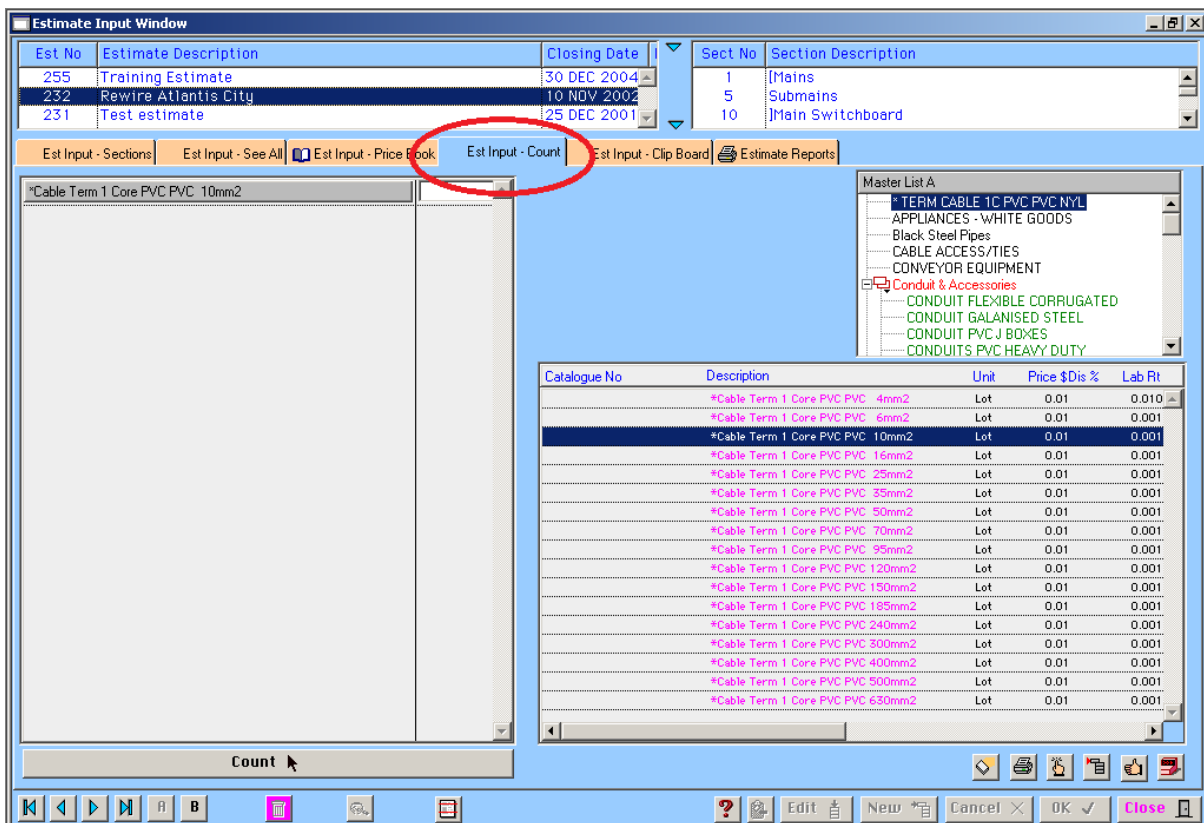 Estimate Input Window
Est No Estimate Description Closing Date
255 Training Estimate 30 DEC 2004
232 Rewire Atlantis City 10 NOV 2002
231 Test estimate 25 DEC 2001
Sect No Section Description
1 [Mains
5 Submains
10 ]Main Switchboard
Est Input - Sections Est Input - See All Est Input - Price Book Est Input - Count Est Input - Clip Board Estimate Reports
*Cable Term 1 Core PVC PVC 10mm2
Count
Master List A
* TERM CABLE 1C PVC PVC NYL
APPLIANCES - WHITE GOODS
Black Steel Pipes
CABLE ACCESS/TIES
CONVEYOR EQUIPMENT
Conduit & Accessories
CONDUIT FLEXIBLE CORRUGATED
CONDUIT GALANISED STEEL
CONDUIT PVC J BOXES
CONDUITS PVC HEAVY DUTY
Catalogue No Description Unit Price $Dis % Lab Rt
*Cable Term 1 Core PVC PVC 4mm2 Lot 0.01 0.010
*Cable Term 1 Core PVC PVC 6mm2 Lot 0.01 0.001
*Cable Term 1 Core PVC PVC 10mm2 Lot 0.01 0.001
*Cable Term 1 Core PVC PVC 16mm2 Lot 0.01 0.001
*Cable Term 1 Core PVC PVC 25mm2 Lot 0.01 0.001
*Cable Term 1 Core PVC PVC 35mm2 Lot 0.01 0.001
*Cable Term 1 Core PVC PVC 50mm2 Lot 0.01 0.001
*Cable Term 1 Core PVC PVC 70mm2 Lot 0.01 0.001
*Cable Term 1 Core PVC PVC 95mm2 Lot 0.01 0.001
*Cable Term 1 Core PVC PVC 120mm2 Lot 0.01 0.001
*Cable Term 1 Core PVC PVC 150mm2 Lot 0.01 0.001
*Cable Term 1 Core PVC PVC 185mm2 Lot 0.01 0.001
*Cable Term 1 Core PVC PVC 240mm2 Lot 0.01 0.001
*Cable Term 1 Core PVC PVC 300mm2 Lot 0.01 0.001
*Cable Term 1 Core PVC PVC 400mm2 Lot 0.01 0.001
*Cable Term 1 Core PVC PVC 500mm2 Lot 0.01 0.001
*Cable Term 1 Core PVC PVC 630mm2 Lot 0.01 0.001
A B ? Edit New Cancel OK Close